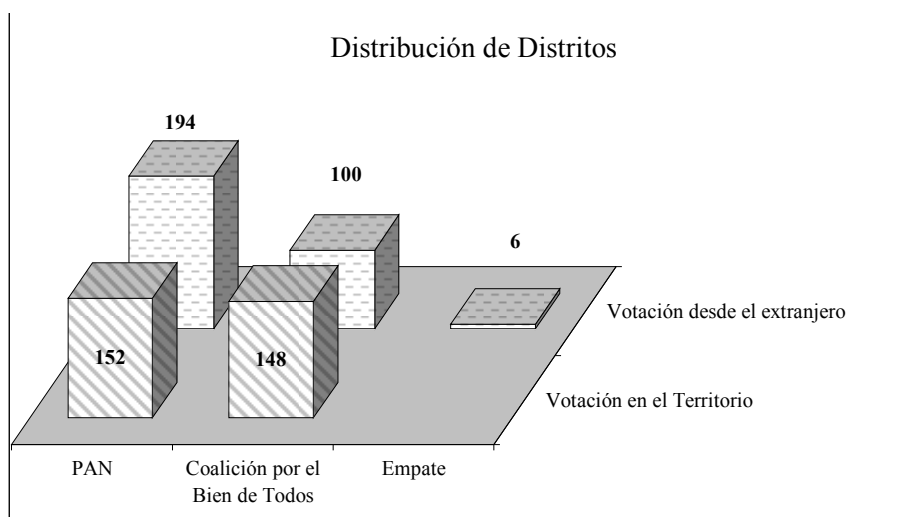 Distribución de Distritos
194
100
6
152
148
Votación desde el extranjero
Votación en el Territorio
PAN
Coalición por el
Bien de Todos
Empate